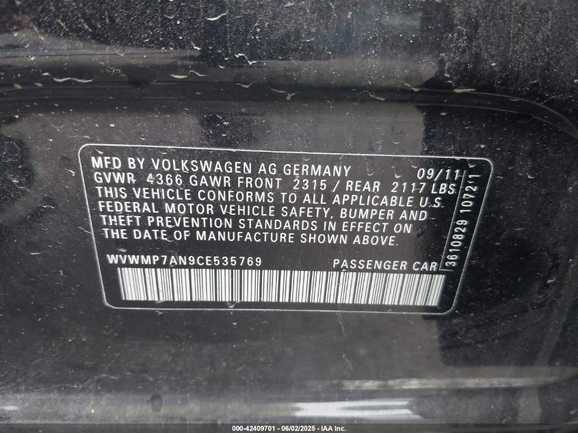 MFD BY VOLKSWAGEN AG GERMANY 09/11
GVWR 4366 GAWR FRONT 2315 / REAR 2117 LBS
THIS VEHICLE CONFORMS TO ALL APPLICABLE U.S.
FEDERAL MOTOR VEHICLE SAFETY, BUMPER AND
THEFT PREVENTION STANDARDS IN EFFECT ON
THE DATE OF MANUFACTURE SHOWN ABOVE.
WVWMP7AN9CE535769 PASSENGER CAR
3610829 1072/1
000-42409701 - 06/02/2025 - IAA Inc.